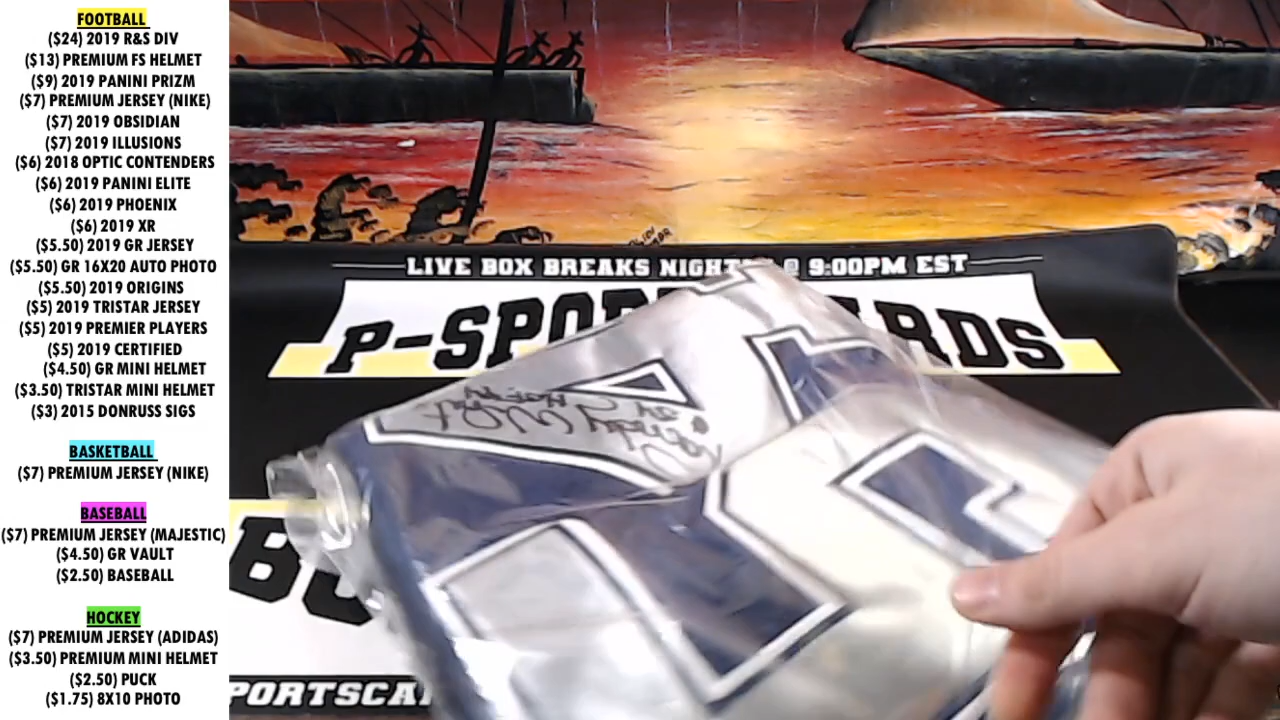 FOOTBALL
($24) 2019 R&S DIV
($13) PREMIUM FS HELMET
($9) 2019 PANINI PRIZM
($7) PREMIUM JERSEY (NIKE)
($7) 2019 OBSIDIAN
($7) 2019 ILLUSIONS
($6) 2018 OPTIC CONTENDERS
($6) 2019 PANINI ELITE
($6) 2019 PHOENIX
($6) 2019 XR
($5.50) 2019 GR JERSEY
($5.50) GR 16X20 AUTO PHOTO
($5.50) 2019 ORIGINS
($5) 2019 TRISTAR JERSEY
($5) 2019 PREMIER PLAYERS
($5) 2019 CERTIFIED
($4.50) GR MINI HELMET
($3.50) TRISTAR MINI HELMET
($3) 2015 DONRUSS SIGS
BASKETBALL
($7) PREMIUM JERSEY (NIKE)
BASEBALL
($7) PREMIUM JERSEY (MAJESTIC)
($4.50) GR VAULT
($2.50) BASEBALL
HOCKEY
($7) PREMIUM JERSEY (ADIDAS)
($3.50) PREMIUM MINI HELMET
($2.50) PUCK
($1.75) 8X10 PHOTO
LIVE BOX BREAKS NIGHT @ 9:00PM EST
P-SPO RDS
BO
PORTSCA